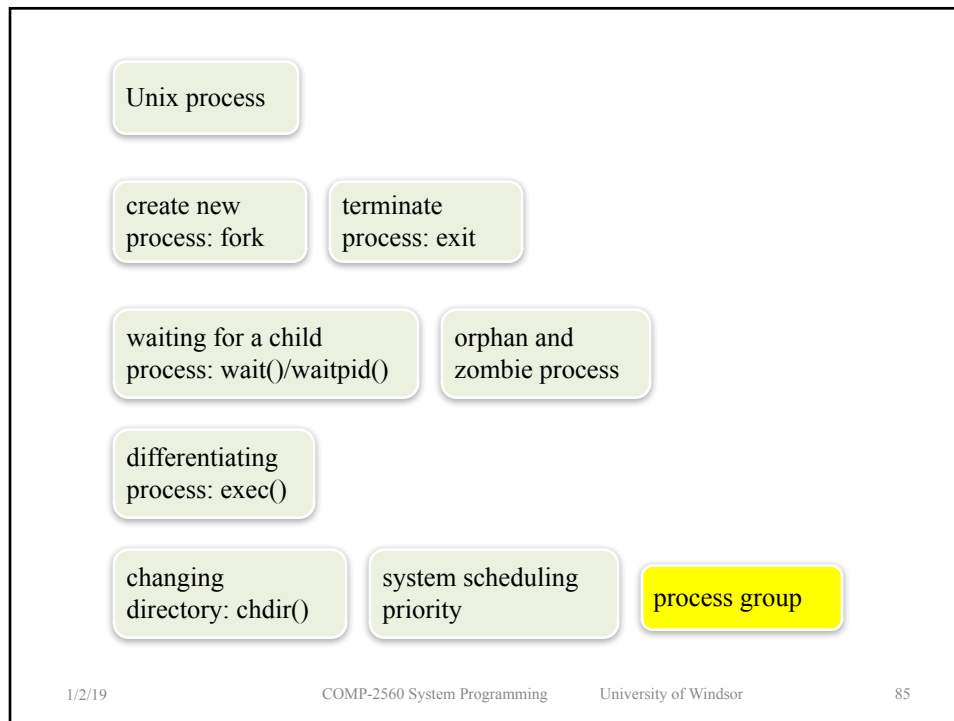 Unix process
create new
process: fork
terminate
process: exit
waiting for a child
process: wait()/waitpid()
orphan and
zombie process
differentiating
process: exec()
changing
directory: chdir()
system scheduling
priority
process group
1/2/19 COMP-2560 System Programming University of Windsor 85